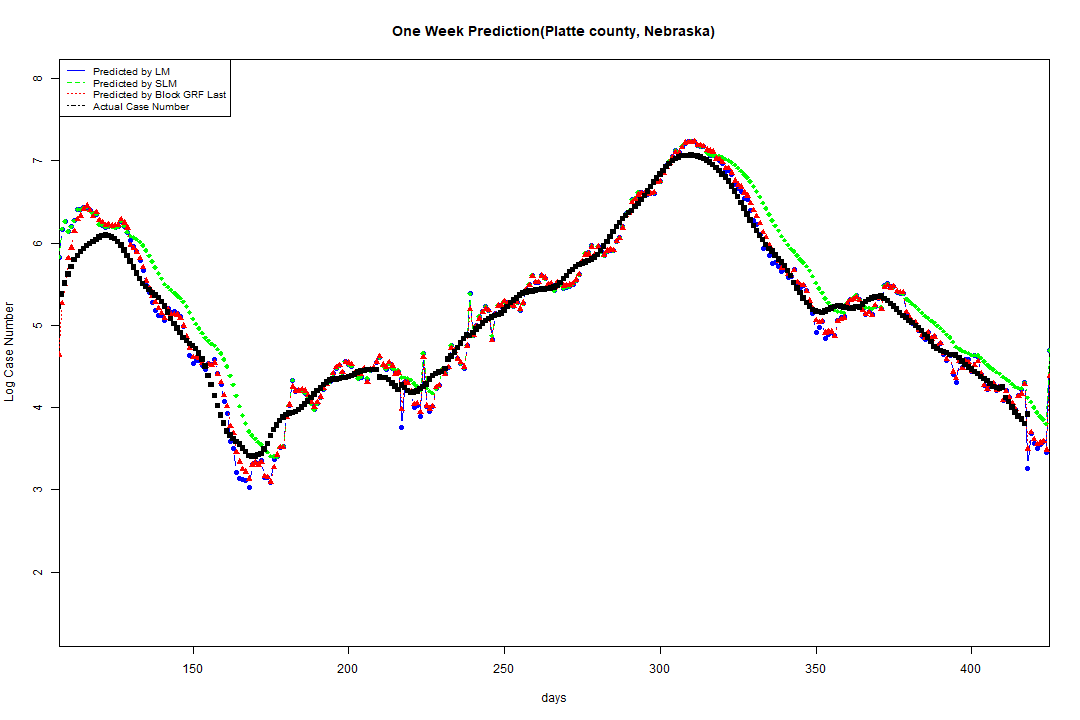 One Week Prediction(Platte county, Nebraska)
Predicted by LM
Predicted by SLM
Predicted by Block GRF Last
Actual Case Number
8
7
6
5
4
3
2
Log Case Number
150 200 250 300 350 400
days